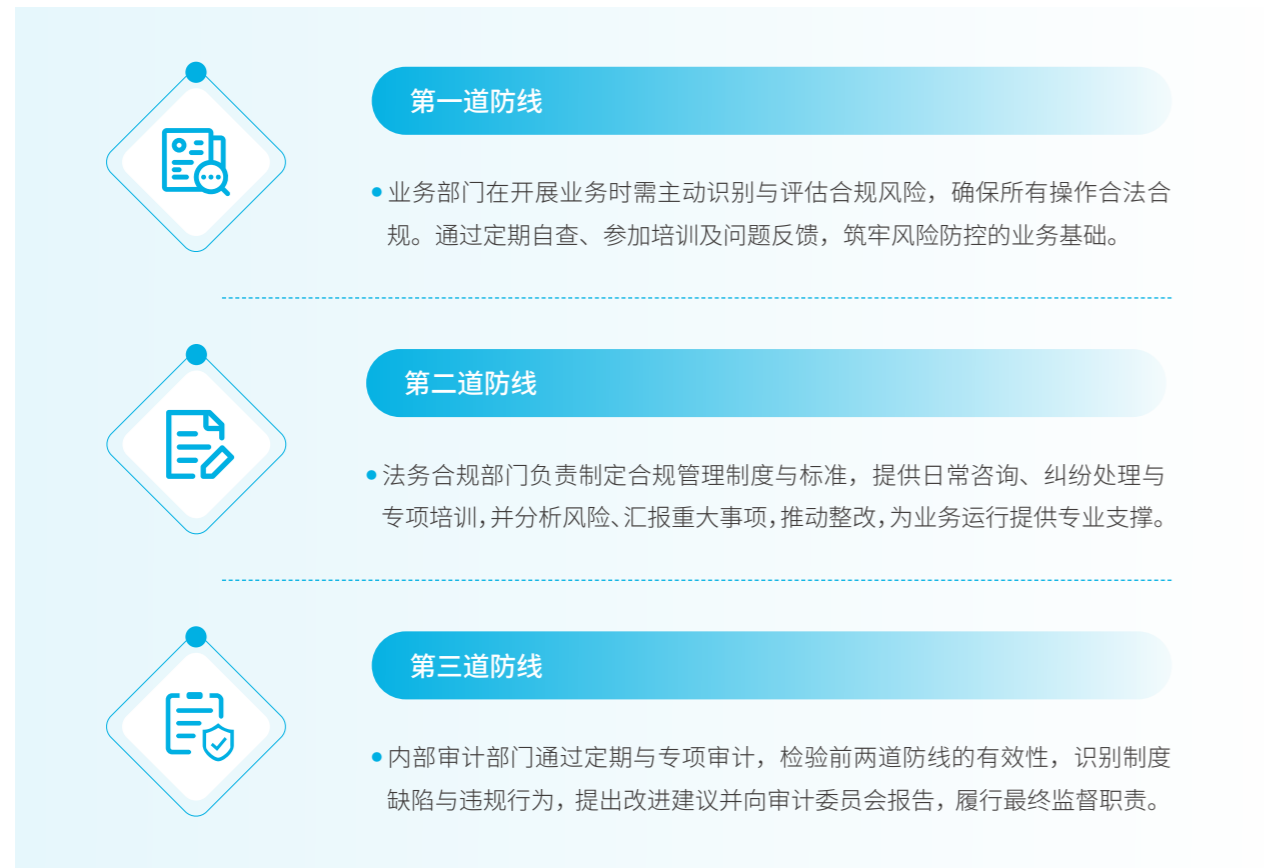 第一道防线
业务部门在开展业务时需主动识别与评估合规风险，确保所有操作合法合
规。通过定期自查、参加培训及问题反馈，筑牢风险防控的业务基础。
第二道防线
法务合规部门负责制定合规管理制度与标准，提供日常咨询、纠纷处理与
专项培训，并分析风险、汇报重大事项，推动整改，为业务运行提供专业支撑。
第三道防线
内部审计部门通过定期与专项审计，检验前两道防线的有效性，识别制度
缺陷与违规行为，提出改进建议并向审计委员会报告，履行最终监督职责。